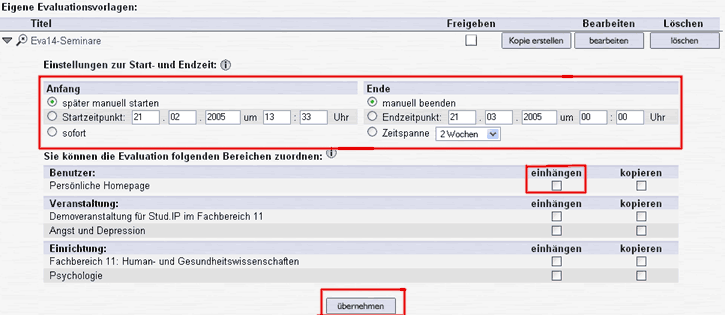 Eigene Evaluationsvorlagen:
Titel Freigeben Bearbeiten Löschen
Eva14-Seminare Kopie erstellen bearbeiten löschen
Einstellungen zur Start- und Endzeit:
Anfang Ende
später manuell starten manuell beenden
Startzeitpunkt: 21 . 02 . 2005 um 13 : 33 Uhr Endzeitpunkt: 21 . 03 . 2005 um 00 : 00 Uhr
sofort Zeitspanne 2 Wochen
Sie können die Evaluation folgenden Bereichen zuordnen:
Benutzer: einhängen kopieren
Persönliche Homepage
Veranstaltung: einhängen kopieren
Demoveranstaltung für Stud.IP im Fachbereich 11
Angst und Depression
Einrichtung: einhängen kopieren
Fachbereich 11: Human- und Gesundheitswissenschaften
Psychologie
übernehmen